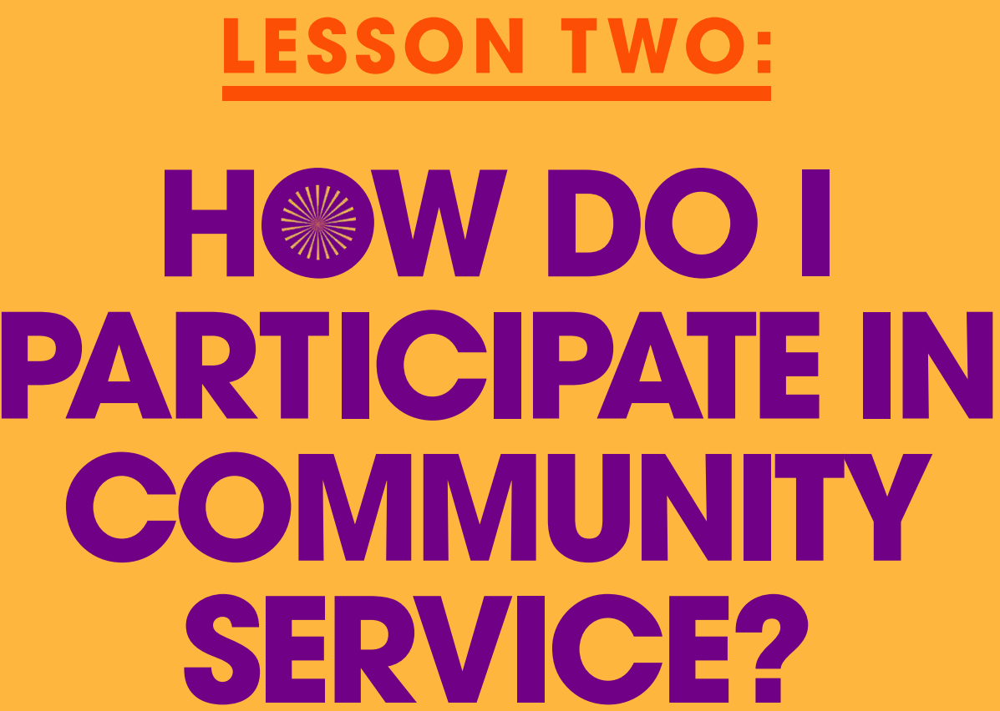 LESSON TWO:
HOW DO I
PARTICIPATE IN
COMMUNITY
SERVICE?